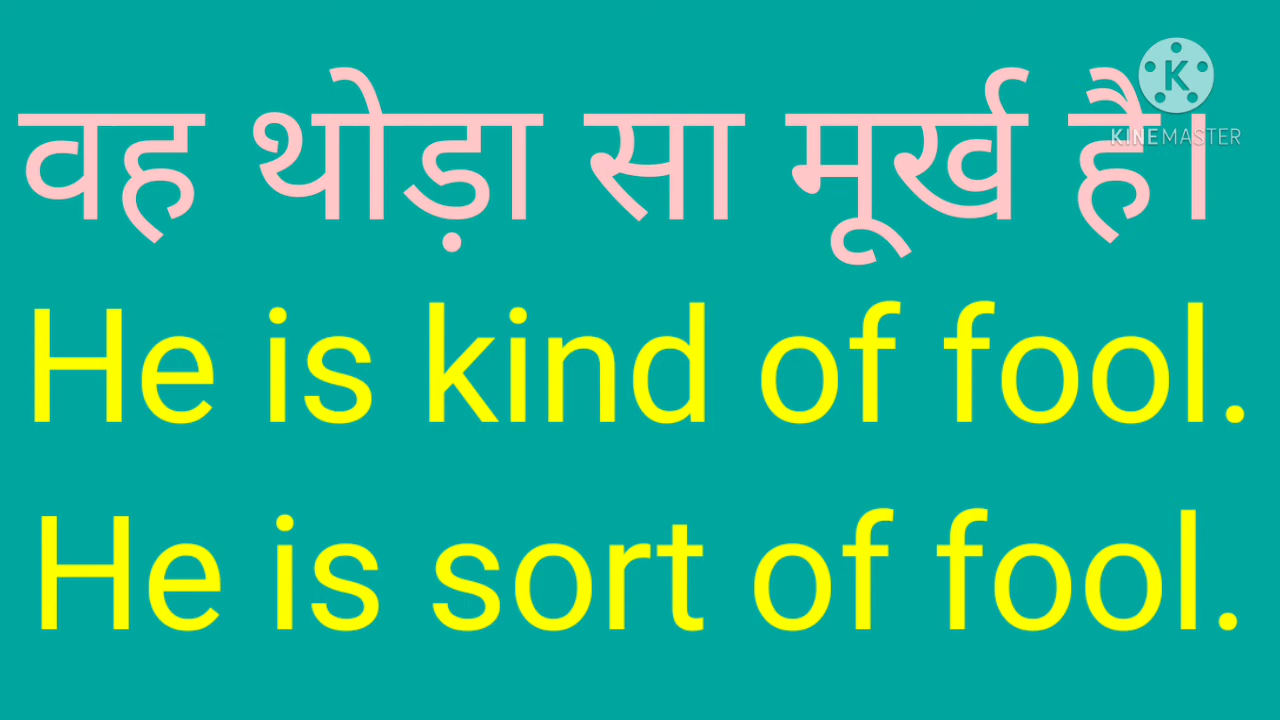 वह थोड़ा सा मूर्ख है।
K
KINEMASTER
He is kind of fool.
He is sort of fool.